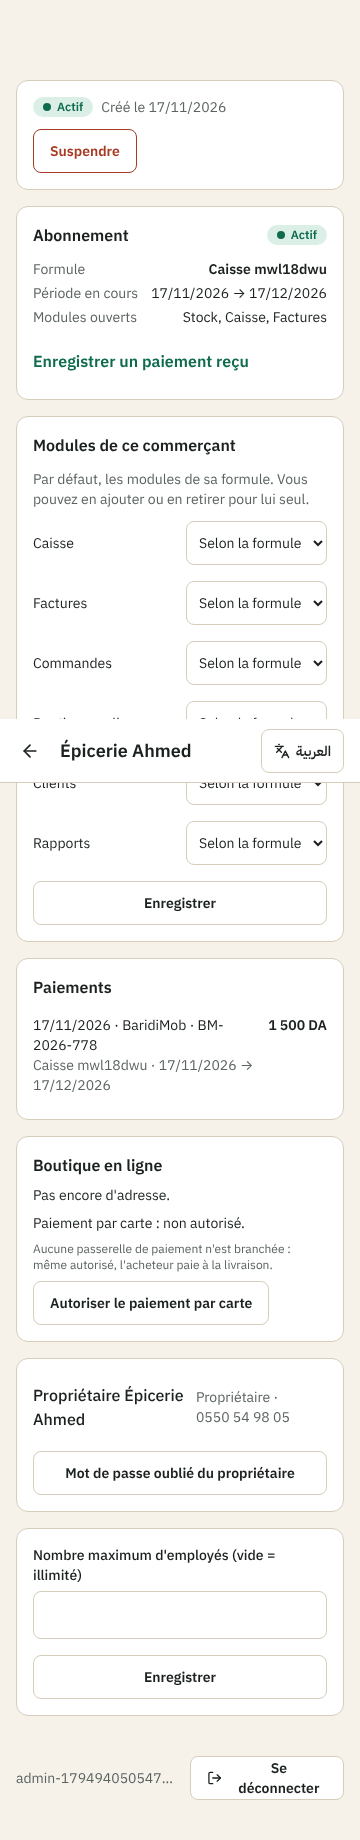 Actif Créé le 17/11/2026
Suspendre
Abonnement Actif
Formule Caisse mwl18dwu
Période en cours 17/11/2026 → 17/12/2026
Modules ouverts Stock, Caisse, Factures
Enregistrer un paiement reçu
Modules de ce commerçant
Par défaut, les modules de sa formule. Vous
pouvez en ajouter ou en retirer pour lui seul.
Caisse Selon la formule
Factures Selon la formule
Commandes Selon la formule
Épicerie Ahmed العربية
Clients
Rapports Selon la formule
Enregistrer
Paiements
17/11/2026 · BaridiMob · BM- 1 500 DA
2026-778
Caisse mwl18dwu · 17/11/2026 →
17/12/2026
Boutique en ligne
Pas encore d'adresse.
Paiement par carte : non autorisé.
Aucune passerelle de paiement n'est branchée :
même autorisé, l'acheteur paie à la livraison.
Autoriser le paiement par carte
Propriétaire Épicerie Propriétaire ·
Ahmed 0550 54 98 05
Mot de passe oublié du propriétaire
Nombre maximum d'employés (vide =
illimité)
Enregistrer
admin-179494050547... Se
déconnecter